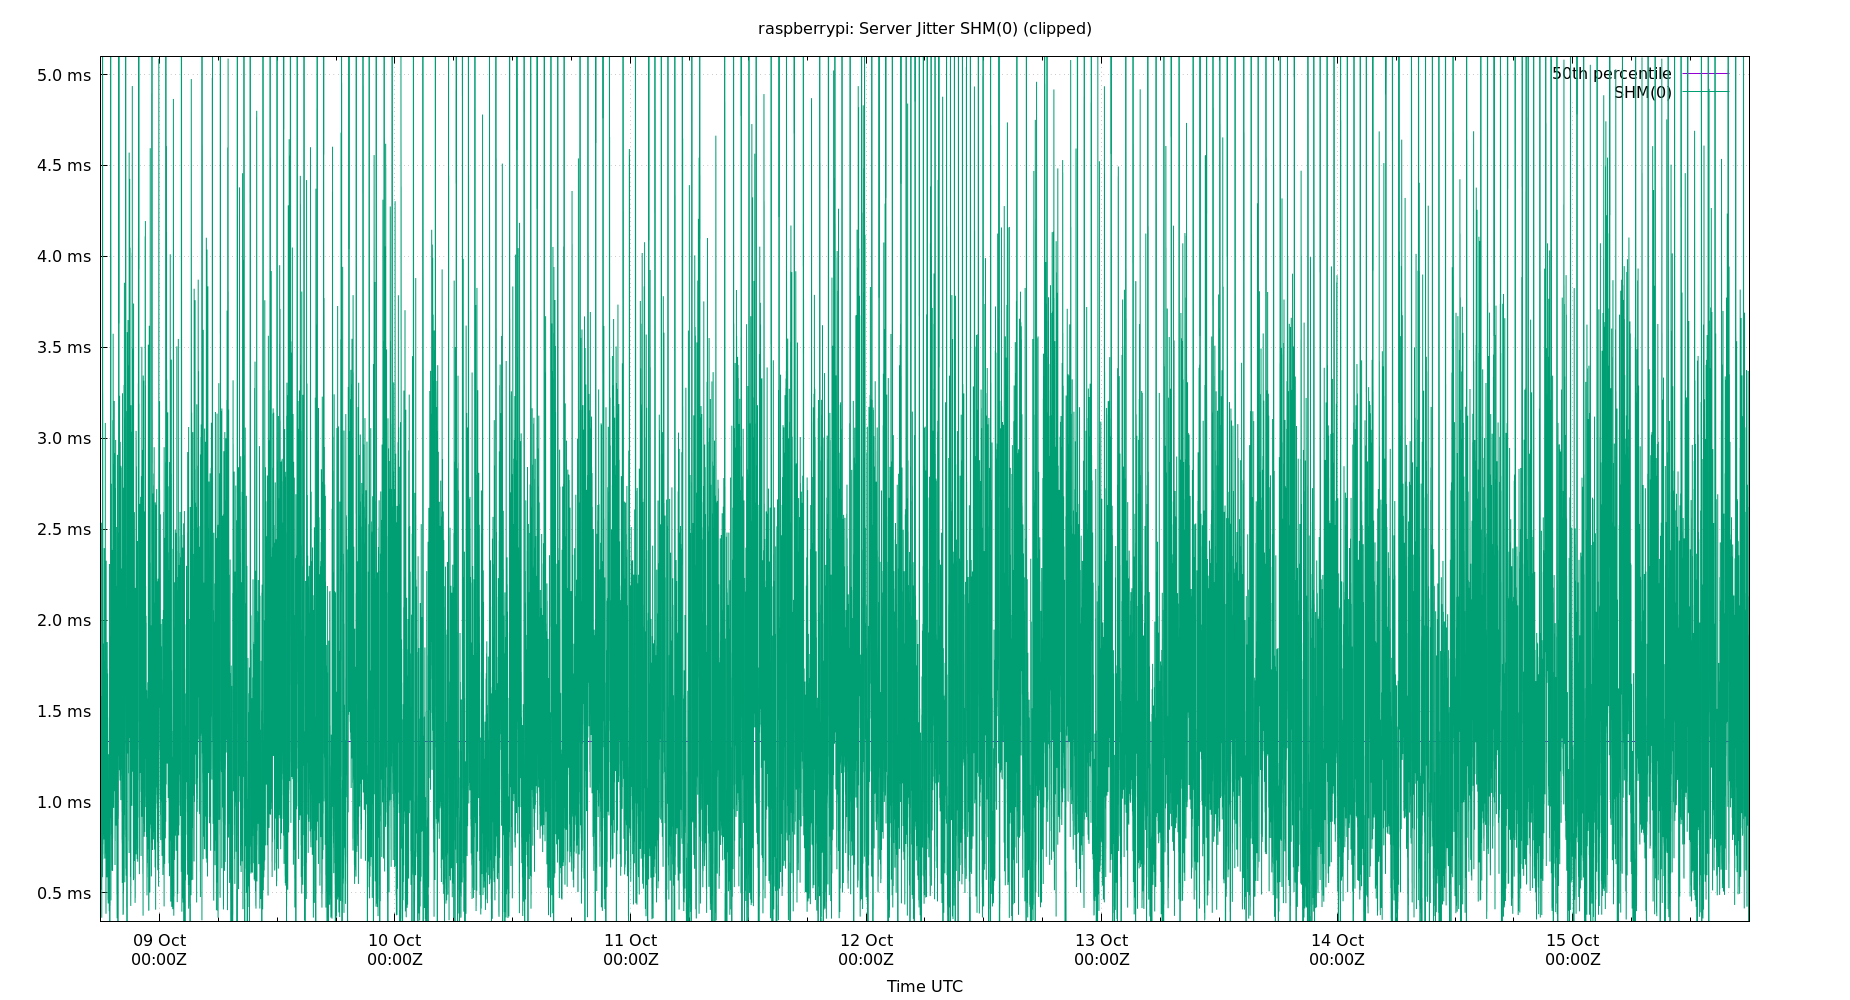 raspberrypi: Server Jitter SHM(0) (clipped)
50th percentile
SHM(0)
5.0 ms
4.5 ms
4.0 ms
3.5 ms
3.0 ms
2.5 ms
2.0 ms
1.5 ms
1.0 ms
0.5 ms
09 Oct 10 Oct 11 Oct 12 Oct 13 Oct 14 Oct 15 Oct
00:00Z 00:00Z 00:00Z 00:00Z 00:00Z 00:00Z 00:00Z
Time UTC